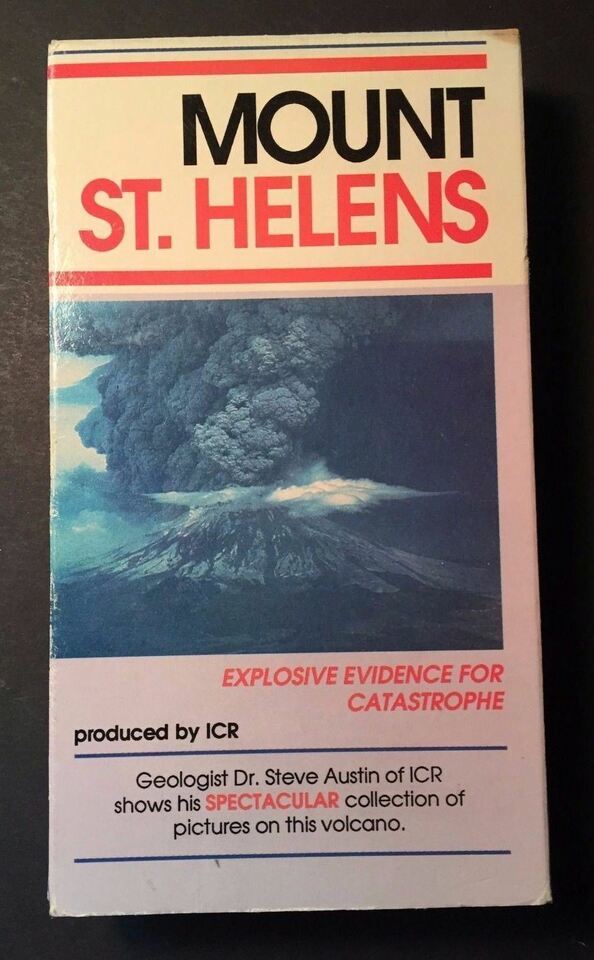 MOUNT
ST. HELENS
EXPLOSIVE EVIDENCE FOR
CATASTROPHE
produced by ICR
Geologist Dr. Steve Austin of ICR
shows his SPECTACULAR collection of
pictures on this volcano.